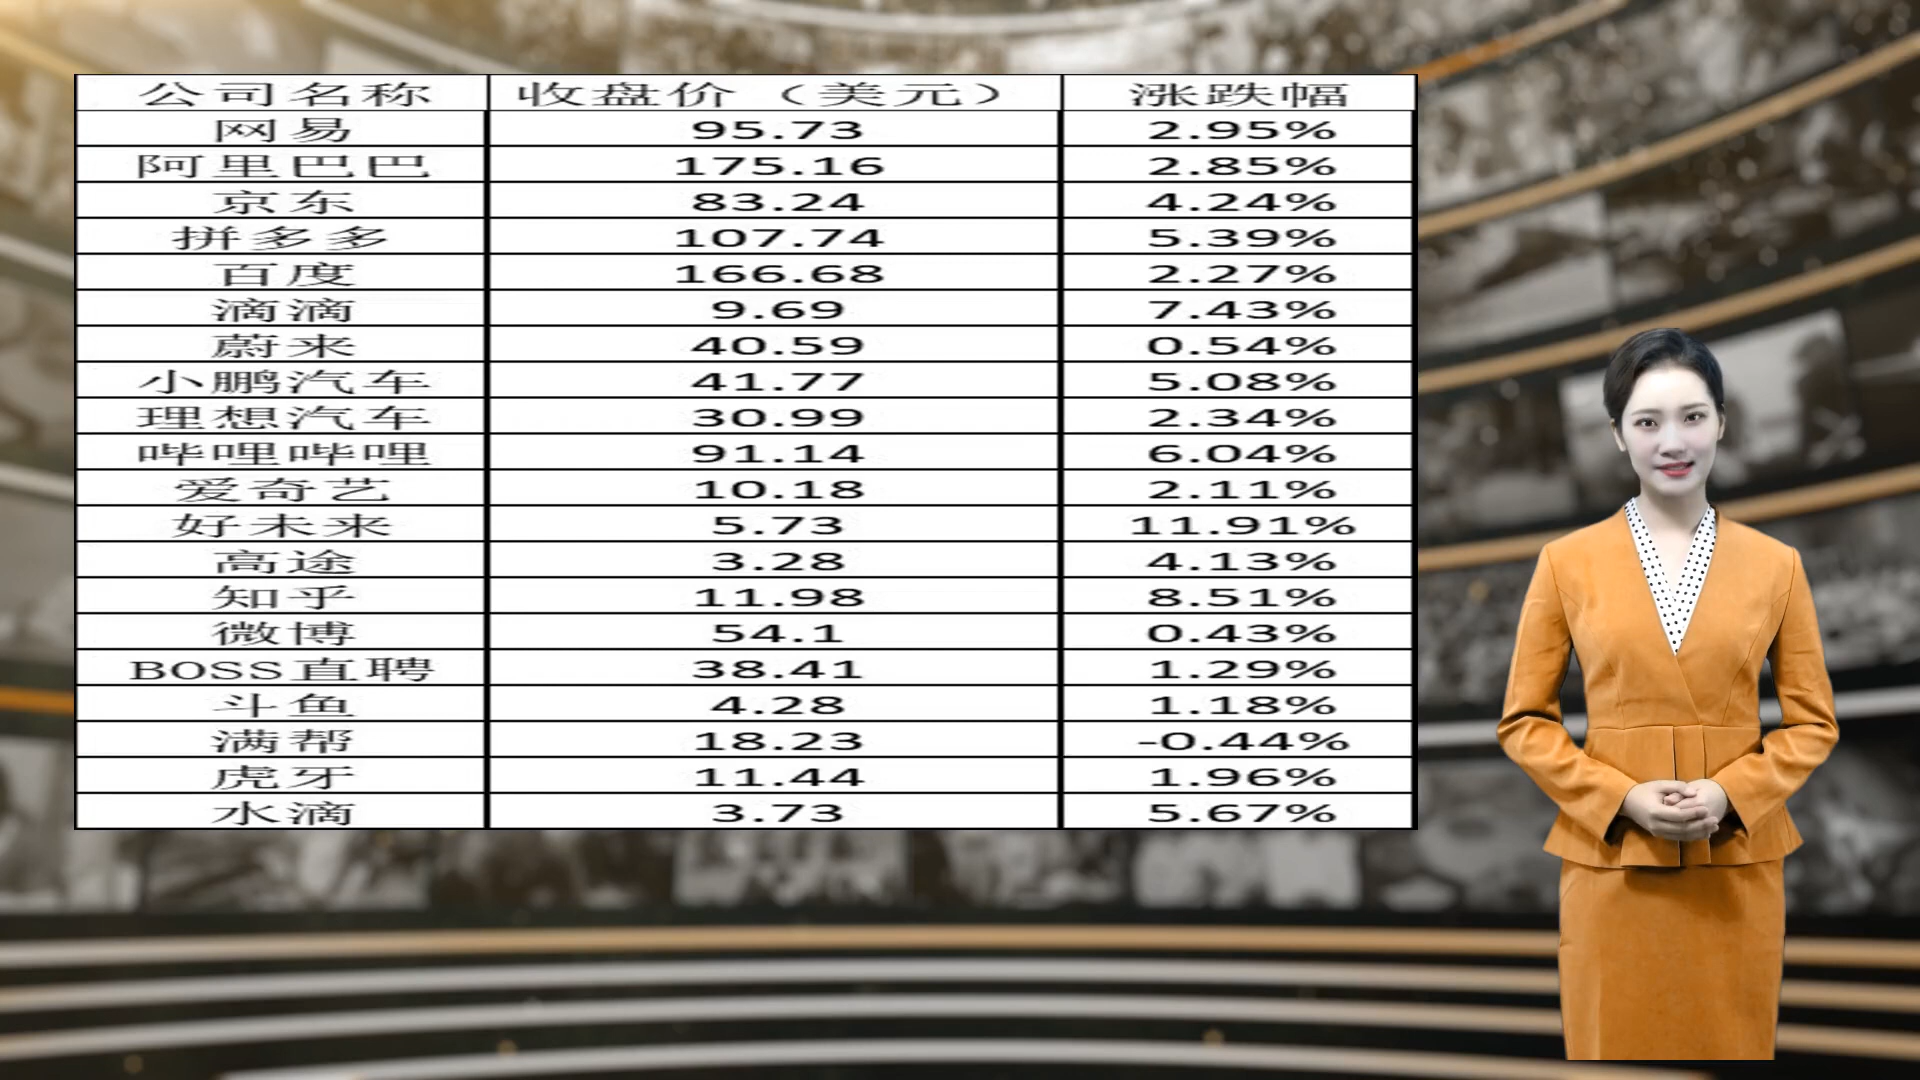 公司名称 收盘价（美元） 涨跌幅
网易 95.73 2.95%
阿里巴巴 175.16 2.85%
京东 83.24 4.24%
拼多多 107.74 5.39%
百度 166.68 2.27%
滴滴 9.69 7.43%
蔚来 40.59 0.54%
小鹏汽车 41.77 5.08%
理想汽车 30.99 2.34%
哔哩哔哩 91.14 6.04%
爱奇艺 10.18 2.11%
好未来 5.73 11.91%
高途 3.28 4.13%
知乎 11.98 8.51%
微博 54.1 0.43%
BOSS直聘 38.41 1.29%
斗鱼 4.28 1.18%
满帮 18.23 -0.44%
虎牙 11.44 1.96%
水滴 3.73 5.67%